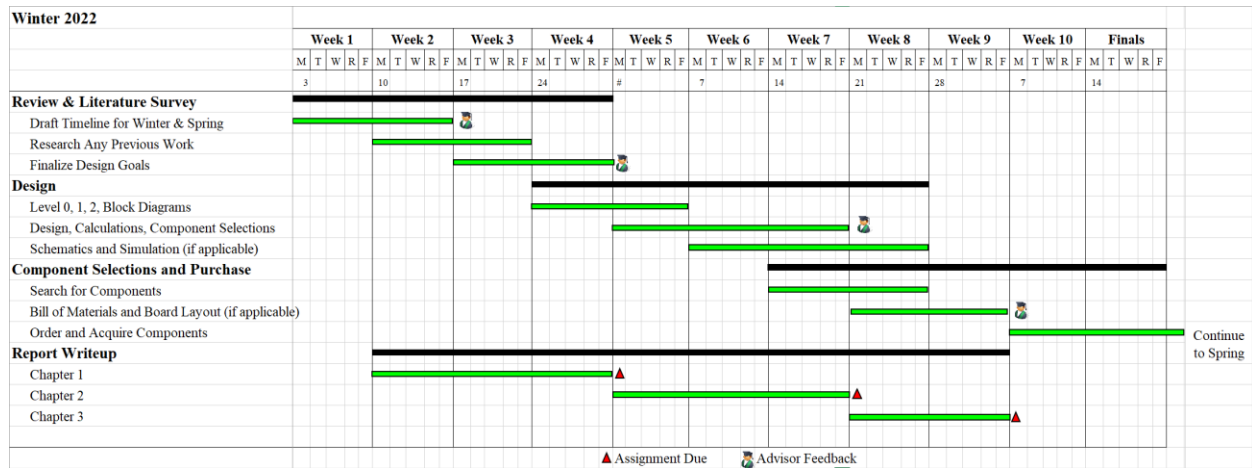 Winter 2022
Week 1 Week 2 Week 3 Week 4 Week 5 Week 6 Week 7 Week 8 Week 9 Week 10 Finals
M T W R F M T W R F M T W R F M T W R F M T W R F M T W R F M T W R F M T W R F M T W R F M T W R F M T W R F
3 10 17 24 # 7 14 21 28 7 14
Review & Literature Survey
Draft Timeline for Winter & Spring
Research Any Previous Work
Finalize Design Goals
Design
Level 0, 1, 2, Block Diagrams
Design, Calculations, Component Selections
Schematics and Simulation (if applicable)
Component Selections and Purchase
Search for Components
Bill of Materials and Board Layout (if applicable)
Order and Acquire Components
Continue
to Spring
Report Writeup
Chapter 1
Chapter 2
Chapter 3
Assignment Due Advisor Feedback